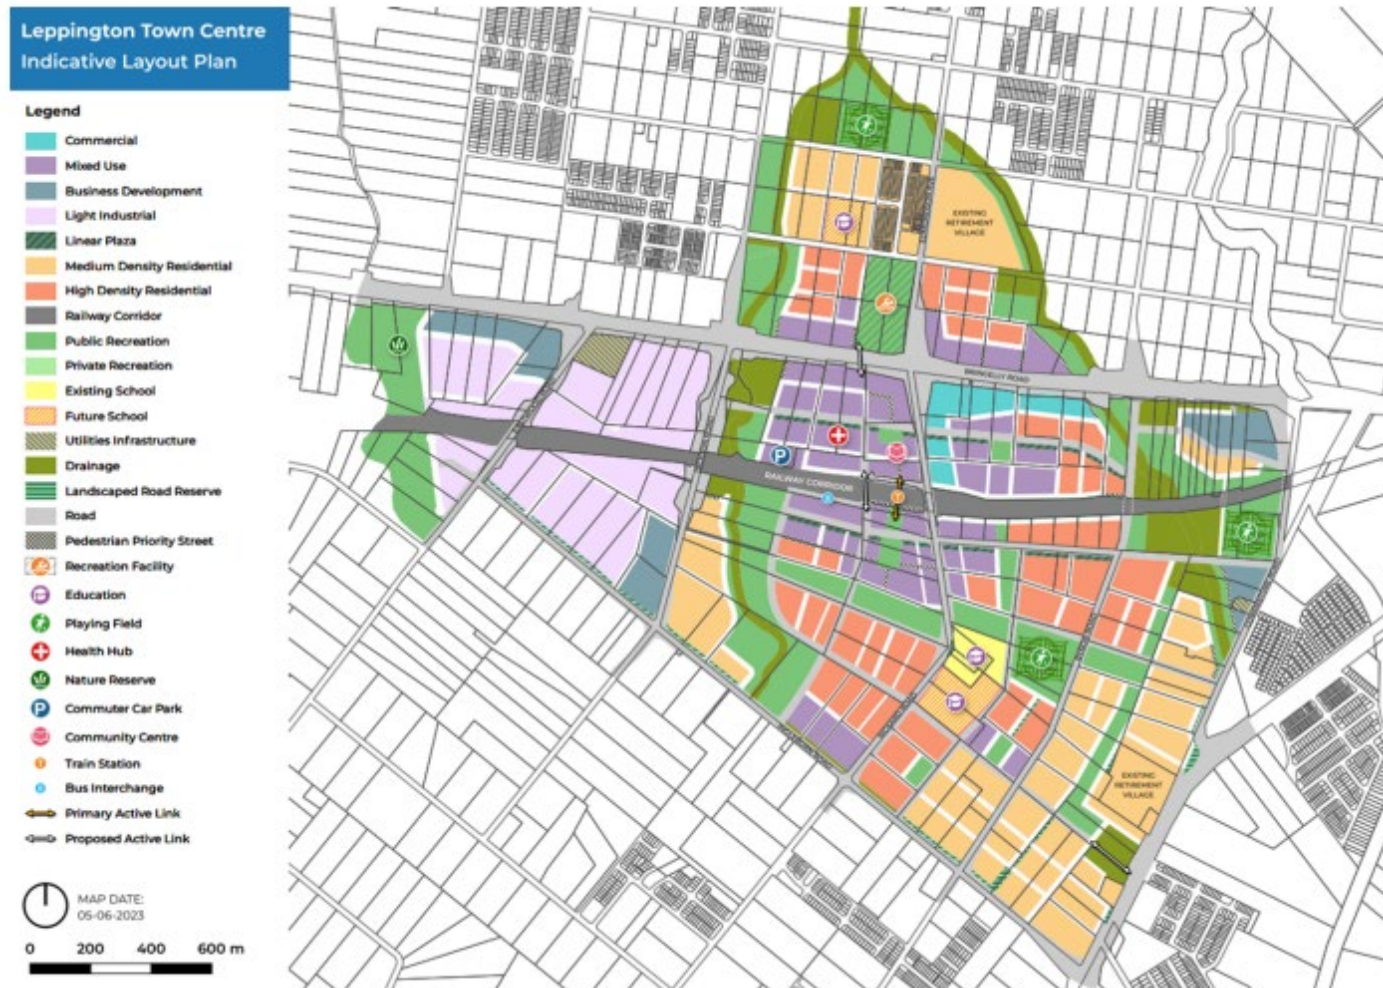 Leppington Town Centre
Indicative Layout Plan
Legend
Commercial
Mixed Use
Business Development
Light Industrial
Linear Plaza
Medium Density Residential
High Density Residential
Railway Corridor
Public Recreation
Private Recreation
Existing School
Future School
Utilities Infrastructure
Drainage
Landscaped Road Reserve
Road
Pedestrian Priority Street
Recreation Facility
Education
Playing Field
Health Hub
Nature Reserve
P Commuter Car Park
Community Centre
T Train Station
Bus Interchange
Primary Active Link
Proposed Active Link
MAP DATE:
05-06-2023
0 200 400 600 m
EXISTING
RETIREMENT
VILLAGE
BRINGELLY ROAD
P
RAILWAY CORRIDOR
T
EXISTING
RETIREMENT
VILLAGE